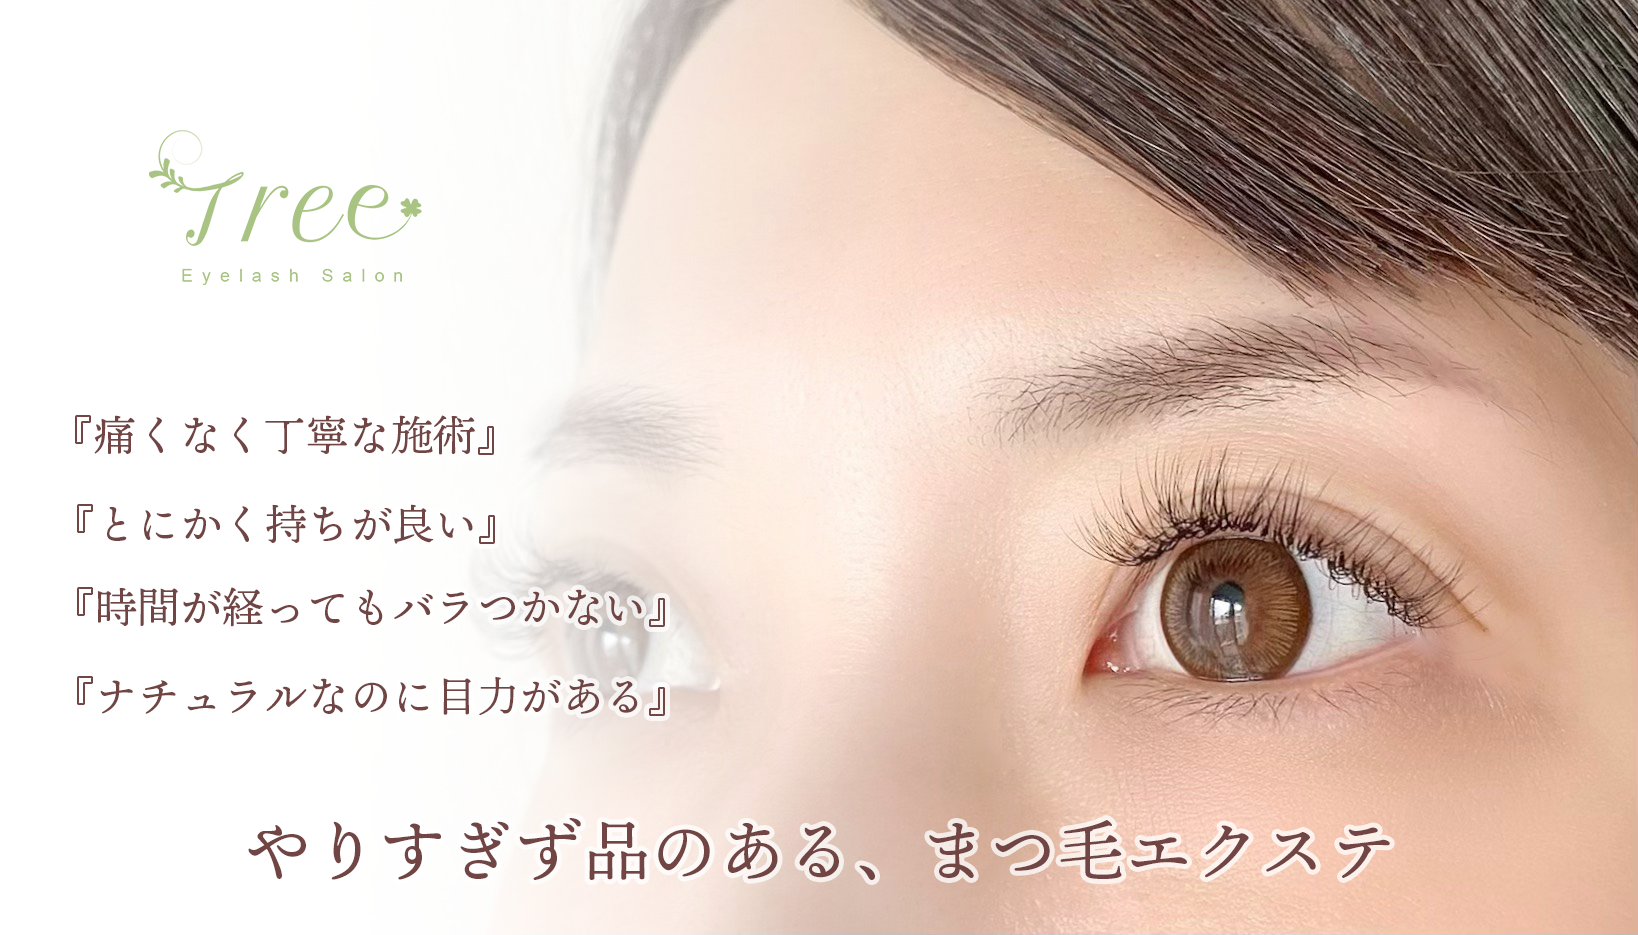 Tree
Eyelash Salon
『痛くなく丁寧な施術』
『とにかく持ちが良い』
『時間が経ってもバラつかない』
『ナチュラルなのに目力がある』
やりすぎず品のある、まつ毛エクステ